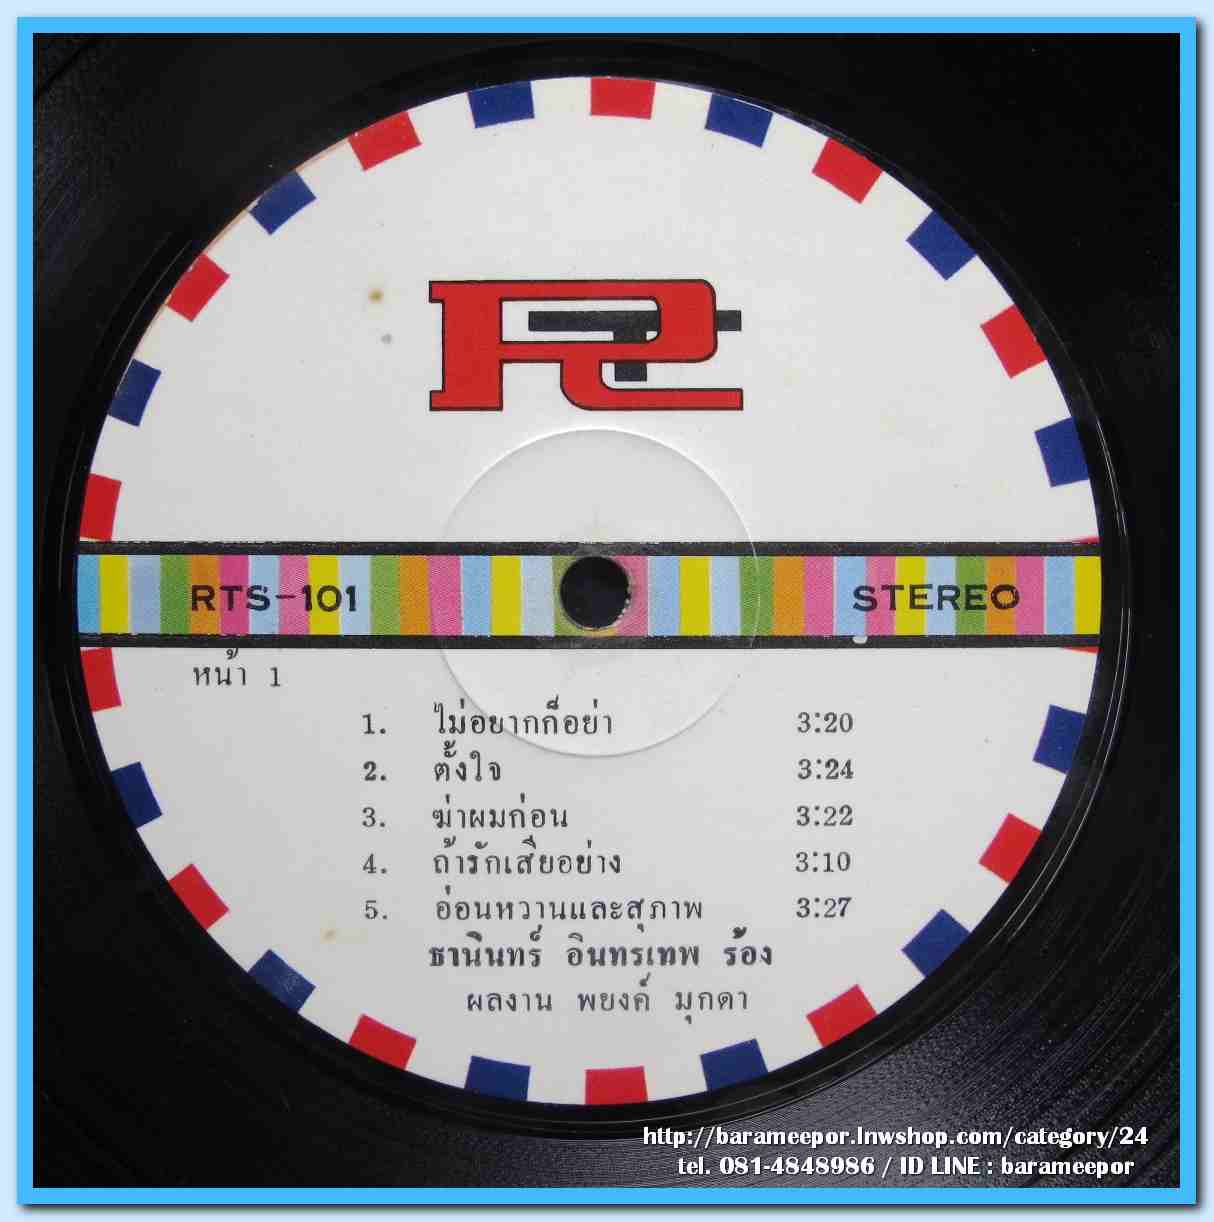 RTS-101 STEREO
หน้า 1
1. ไม่อยากก็อย่า 3:20
2. ตั้งใจ 3:24
3. ฆ่าผมก่อน 3:22
4. ถ้ารักเสียอย่าง 3:10
5. อ่อนหวานและสุภาพ 3:27
ธานินทร์ อินทรเทพ ร้อง
ผลงาน พยงค์ มุกดา
http://barameepor.lnwshop.com/category/24
tel. 081-4848986 / ID LINE : barameepor